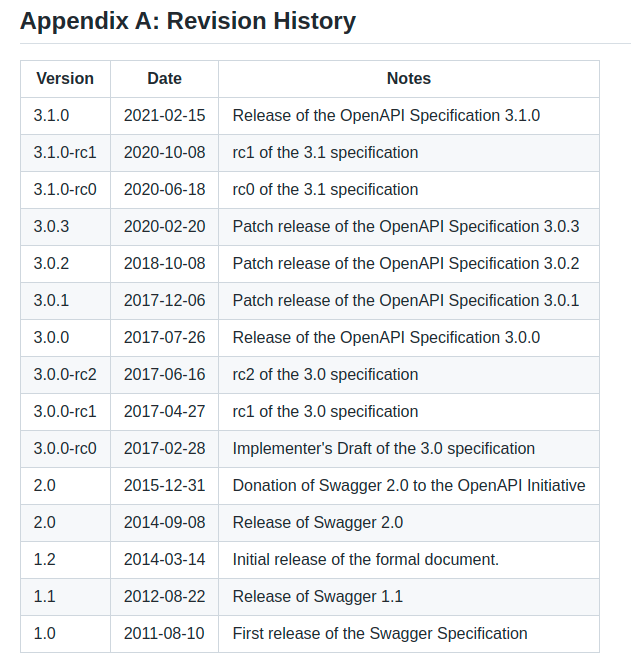 Appendix A: Revision History
Version Date Notes
3.1.0 2021-02-15 Release of the OpenAPI Specification 3.1.0
3.1.0-rc1 2020-10-08 rc1 of the 3.1 specification
3.1.0-rc0 2020-06-18 rc0 of the 3.1 specification
3.0.3 2020-02-20 Patch release of the OpenAPI Specification 3.0.3
3.0.2 2018-10-08 Patch release of the OpenAPI Specification 3.0.2
3.0.1 2017-12-06 Patch release of the OpenAPI Specification 3.0.1
3.0.0 2017-07-26 Release of the OpenAPI Specification 3.0.0
3.0.0-rc2 2017-06-16 rc2 of the 3.0 specification
3.0.0-rc1 2017-04-27 rc1 of the 3.0 specification
3.0.0-rc0 2017-02-28 Implementer's Draft of the 3.0 specification
2.0 2015-12-31 Donation of Swagger 2.0 to the OpenAPI Initiative
2.0 2014-09-08 Release of Swagger 2.0
1.2 2014-03-14 Initial release of the formal document.
1.1 2012-08-22 Release of Swagger 1.1
1.0 2011-08-10 First release of the Swagger Specification